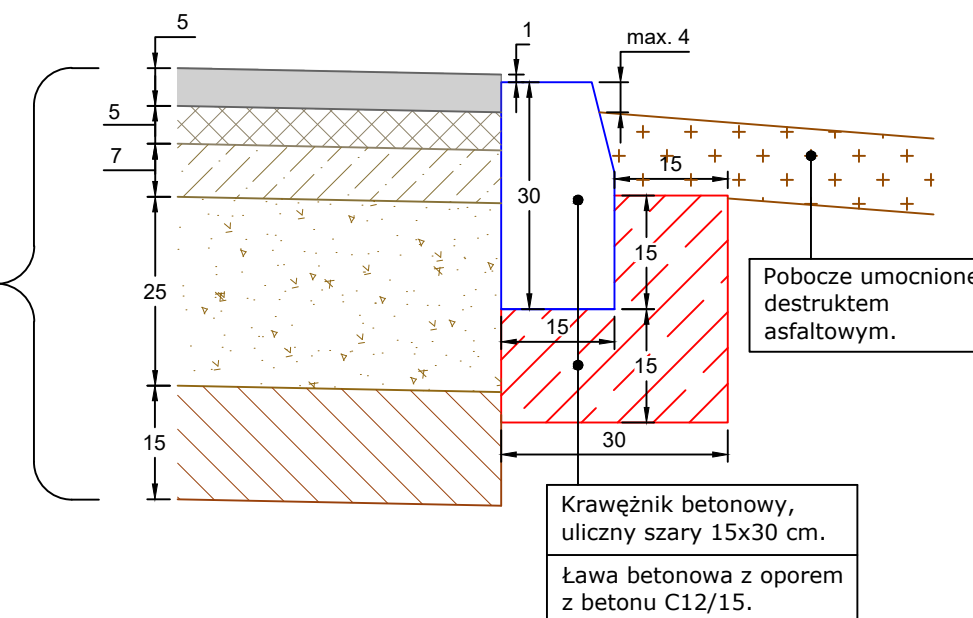 5
1
max. 4
5
7
15
30
15
25
15
15
15
30
Pobocze umocnione
destruktem
asfaltowym.
Krawężnik betonowy,
uliczny szary 15x30 cm.
Ława betonowa z oporem
z betonu C12/15.